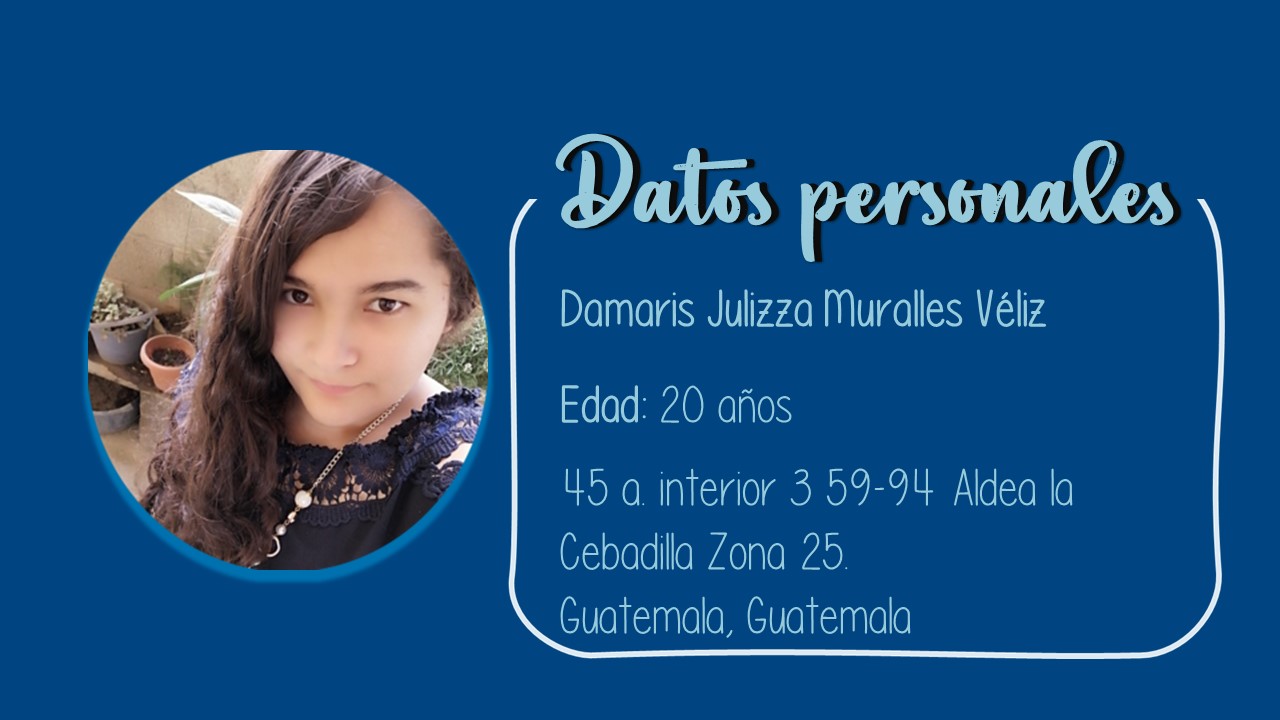 Datos personales
Damaris Julizza Muralles Véliz
Edad: 20 años
45 a. interior 3 59-94 Aldea la
Cebadilla Zona 25.
Guatemala, Guatemala